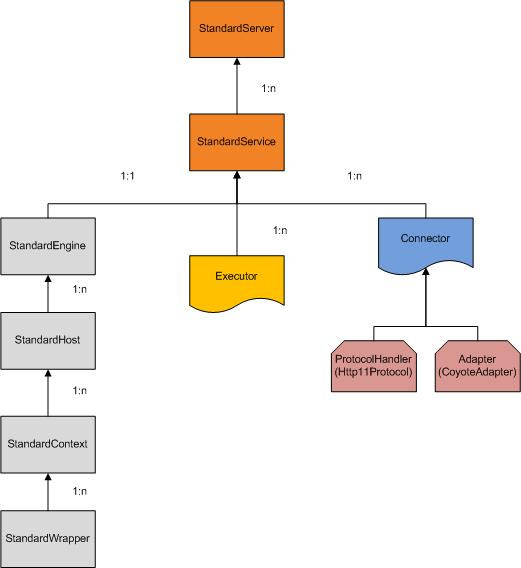 StandardServer
1:n
StandardService
1:1
1:n
StandardEngine
1:n
Connector
Executor
1:n
StandardHost
ProtocolHandler
(Http11Protocol)
Adapter
(CoyoteAdapter)
1:n
StandardContext
1:n
StandardWrapper